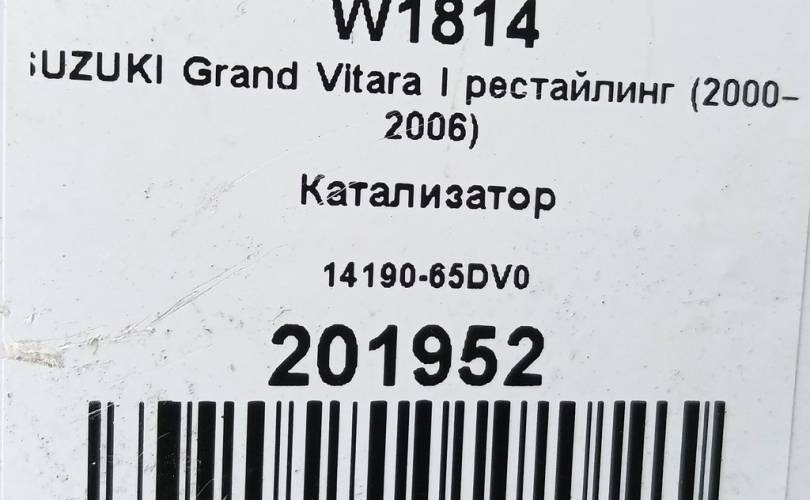 W1814
SUZUKI Grand Vitara I рестайлинг (2000-
2006)
Катализатор
14190-65DV0
201952